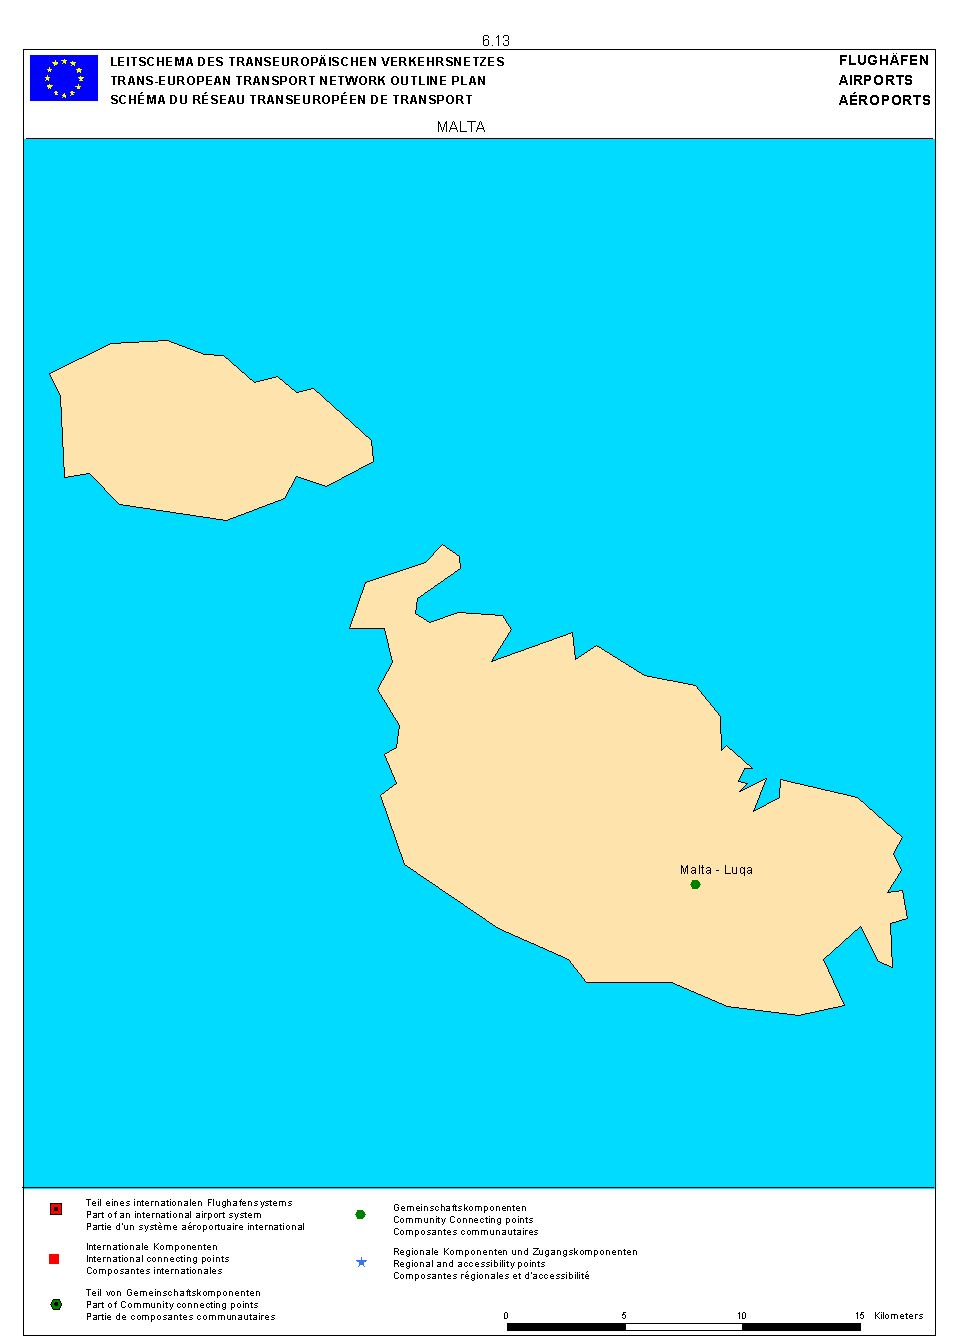 6.13
LEITSCHEMA DES TRANSEUROPÄISCHEN VERKEHRSNETZES
TRANS-EUROPEAN TRANSPORT NETWORK OUTLINE PLAN
SCHÉMA DU RÉSEAU TRANSEUROPÉEN DE TRANSPORT
FLUGHÄFEN
AIRPORTS
AÉROPORTS
MALTA
Malta - Luqa
Teil eines internationalen Flughafensystems
Part of an international airport system
Partie d'un système aéroportuaire international
Internationale Komponenten
International connecting points
Composantes internationales
Teil von Gemeinschaftskomponenten
Part of Community connecting points
Partie de composantes communautaires
Gemeinschaftskomponenten
Community Connecting points
Composantes communautaires
Regionale Komponenten und Zugangskomponenten
Regional and accessibility points
Composantes régionales et d'accessibilité
0 5 10 15 Kilometers